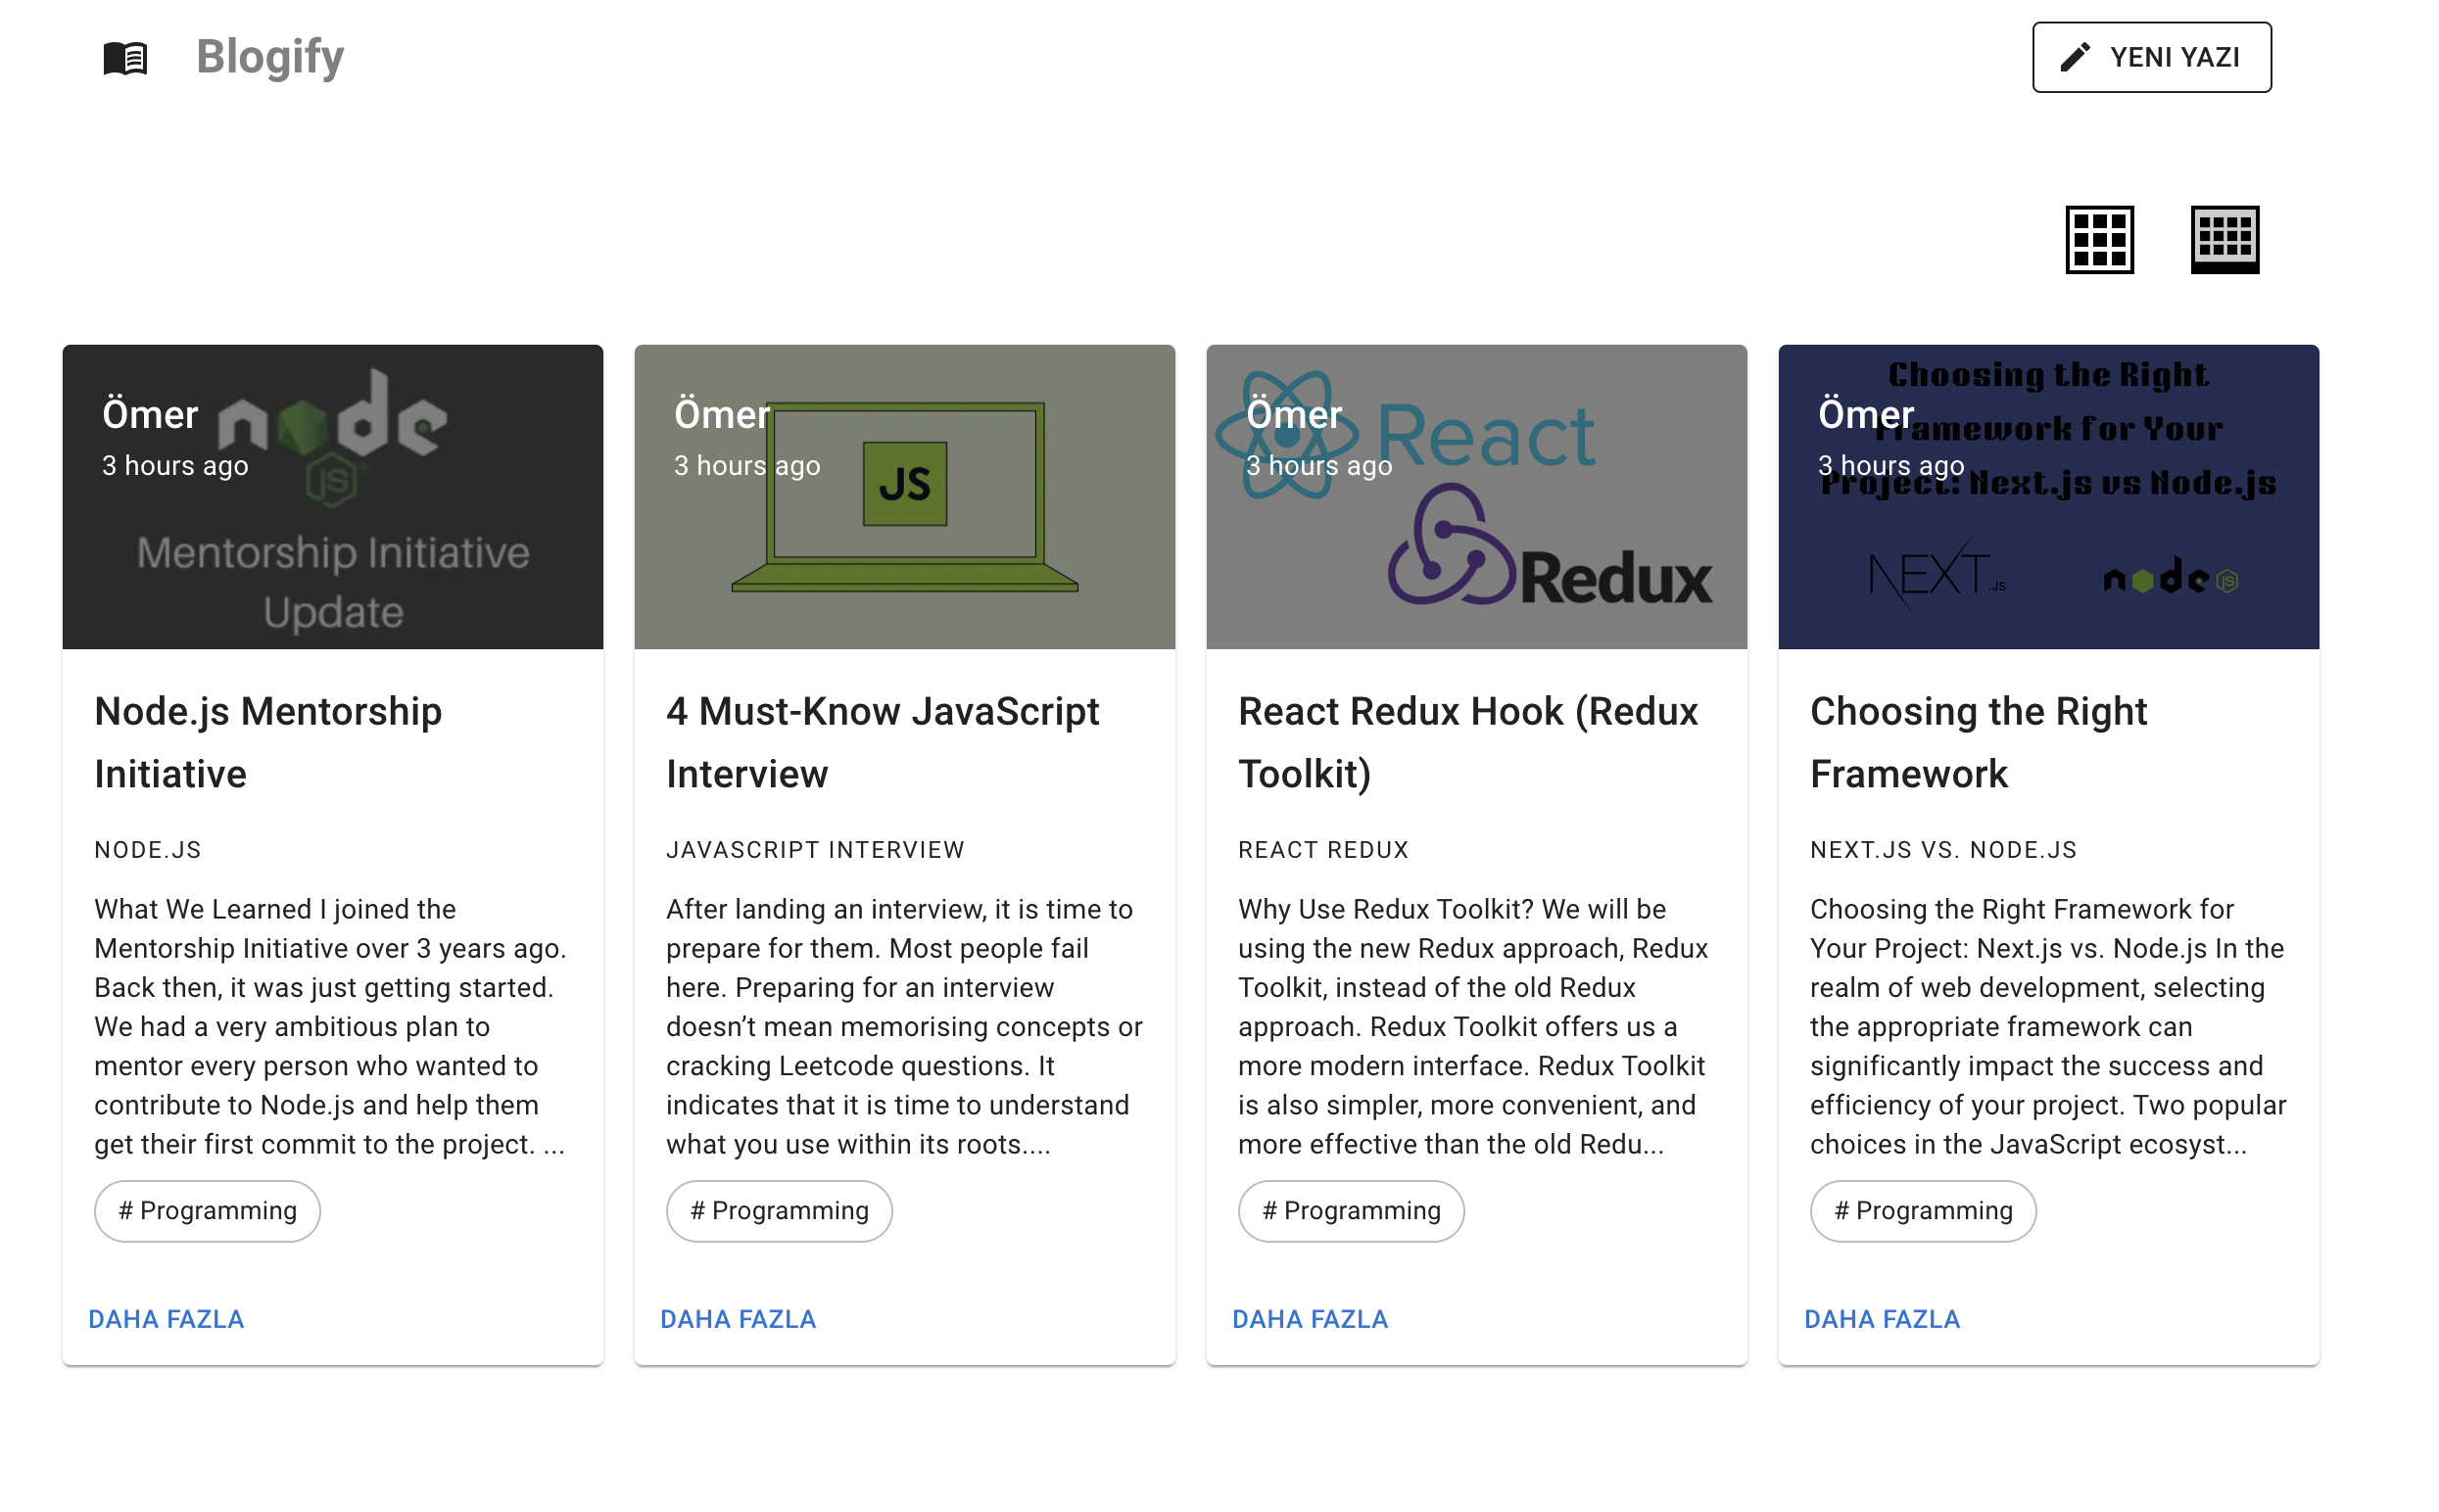 Blogify
YENI YAZI
Ömer
3 hours ago
node
JS
Mentorship Initiative
Update
Node.js Mentorship
Initiative
NODE.JS
What We Learned I joined the
Mentorship Initiative over 3 years ago.
Back then, it was just getting started.
We had a very ambitious plan to
mentor every person who wanted to
contribute to Node.js and help them
get their first commit to the project. ...
# Programming
DAHA FAZLA
Ömer
3 hours ago
JS
4 Must-Know JavaScript
Interview
JAVASCRIPT INTERVIEW
After landing an interview, it is time to
prepare for them. Most people fail
here. Preparing for an interview
doesn’t mean memorising concepts or
cracking Leetcode questions. It
indicates that it is time to understand
what you use within its roots....
# Programming
DAHA FAZLA
Ömer
3 hours ago
React
Redux
React Redux Hook (Redux
Toolkit)
REACT REDUX
Why Use Redux Toolkit? We will be
using the new Redux approach, Redux
Toolkit, instead of the old Redux
approach. Redux Toolkit offers us a
more modern interface. Redux Toolkit
is also simpler, more convenient, and
more effective than the old Redu...
# Programming
DAHA FAZLA
Choosing the Right
Framework for Your
Project: Next.js vs Node.js
Ömer
3 hours ago
NEXT.JS
node JS
Choosing the Right
Framework
NEXT.JS VS. NODE.JS
Choosing the Right Framework for
Your Project: Next.js vs. Node.js In the
realm of web development, selecting
the appropriate framework can
significantly impact the success and
efficiency of your project. Two popular
choices in the JavaScript ecosyst...
# Programming
DAHA FAZLA